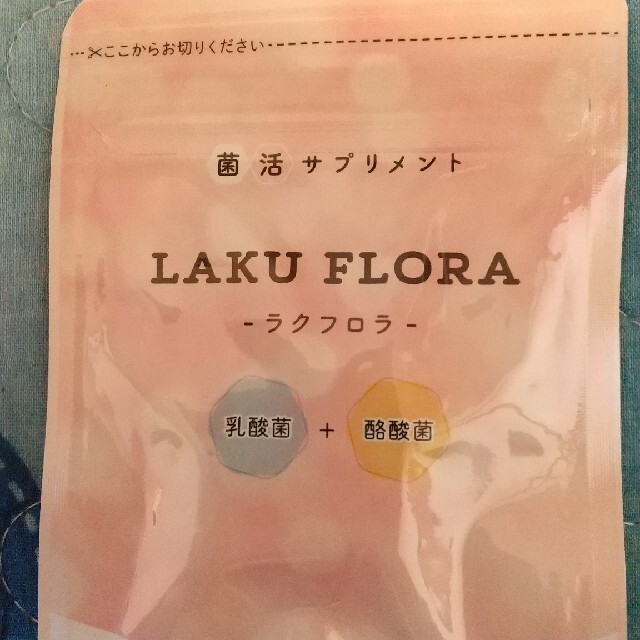 ここからお切りください
菌活サプリメント
LAKU FLORA
-ラクフロラ-
乳酸菌 + 酪酸菌